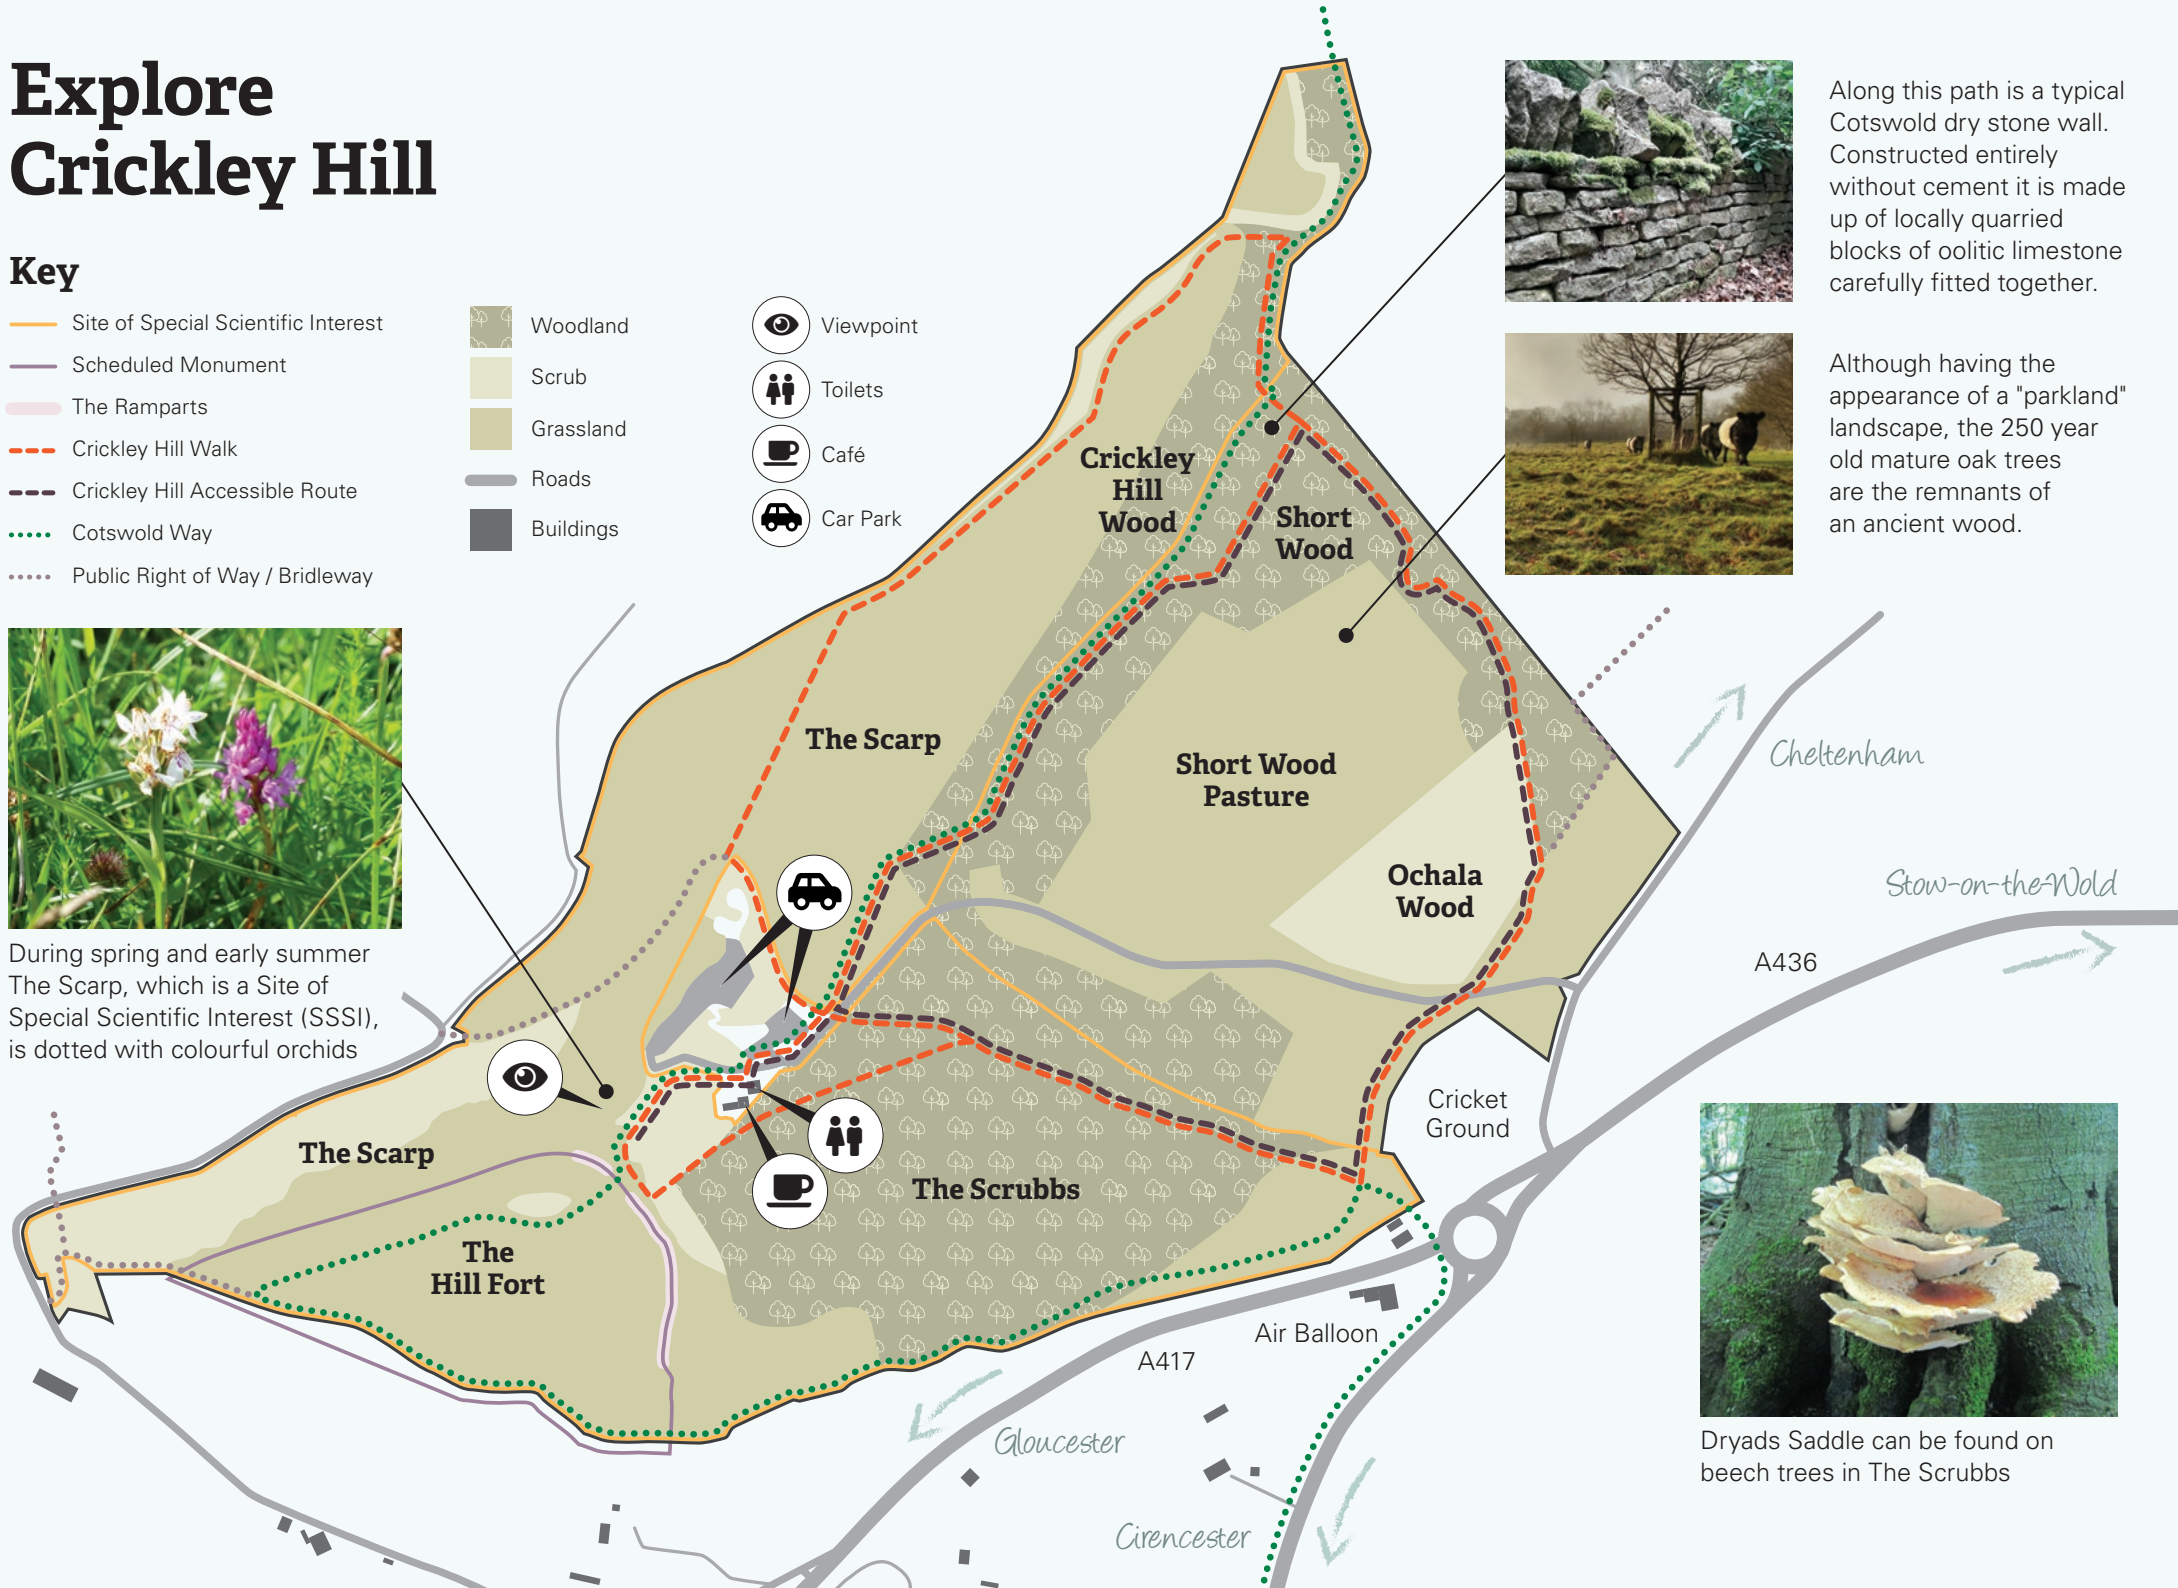 Explore
Crickley Hill
Key
Site of Special Scientific Interest
Scheduled Monument
The Ramparts
Crickley Hill Walk
Crickley Hill Accessible Route
Cotswold Way
Public Right of Way / Bridleway
Woodland
Scrub
Grassland
Roads
Buildings
Viewpoint
Toilets
Café
Car Park
Along this path is a typical
Cotswold dry stone wall.
Constructed entirely
without cement it is made
up of locally quarried
blocks of oolitic limestone
carefully fitted together.
Although having the
appearance of a "parkland"
landscape, the 250 year
old mature oak trees
are the remnants of
an ancient wood.
Crickley
Hill
Wood
Short
Wood
The Scarp
Short Wood
Pasture
Ochala
Wood
Cheltenham
Stow-on-the-Wold
A436
During spring and early summer
The Scarp, which is a Site of
Special Scientific Interest (SSSI),
is dotted with colourful orchids
The Scarp
Cricket
Ground
The Scrubbs
The
Hill Fort
Air Balloon
A417
Gloucester
Cirencester
Dryads Saddle can be found on
beech trees in The Scrubbs